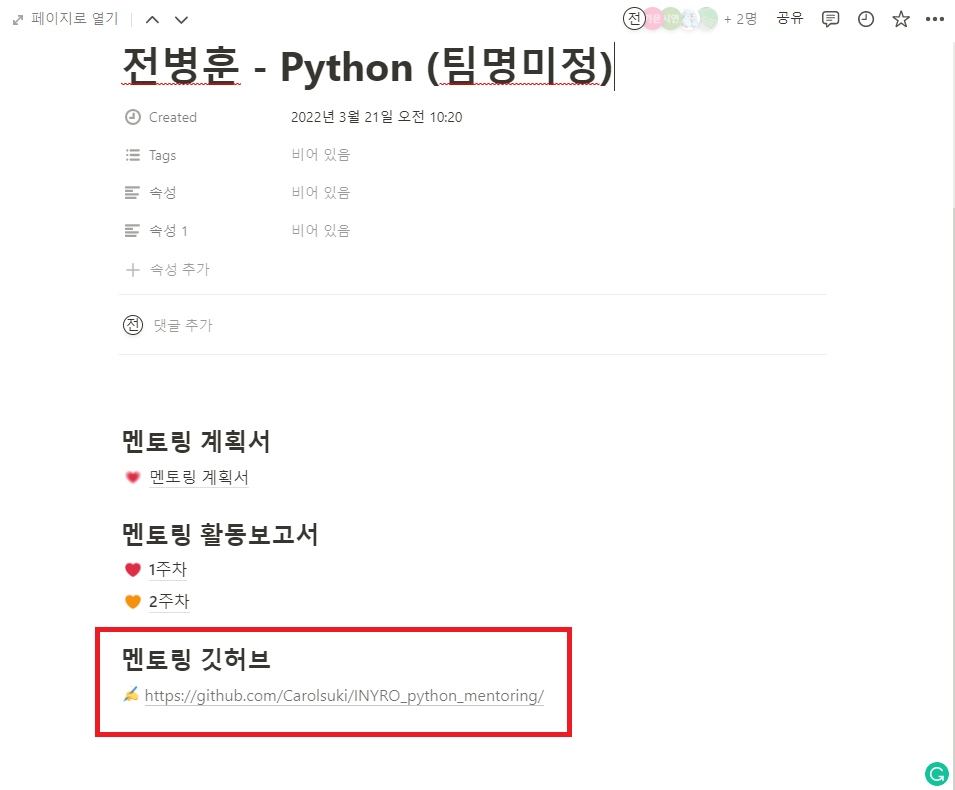 페이지로 열기
전
+ 2명
공유
전병훈 - Python (팀명미정)
Created 2022년 3월 21일 오전 10:20
Tags 비어 있음
속성 비어 있음
속성 1 비어 있음
속성 추가
전 댓글 추가
멘토링 계획서
멘토링 계획서
멘토링 활동보고서
1주차
2주차
멘토링 깃허브
https://github.com/Carolsuki/INYRO_python_mentoring/